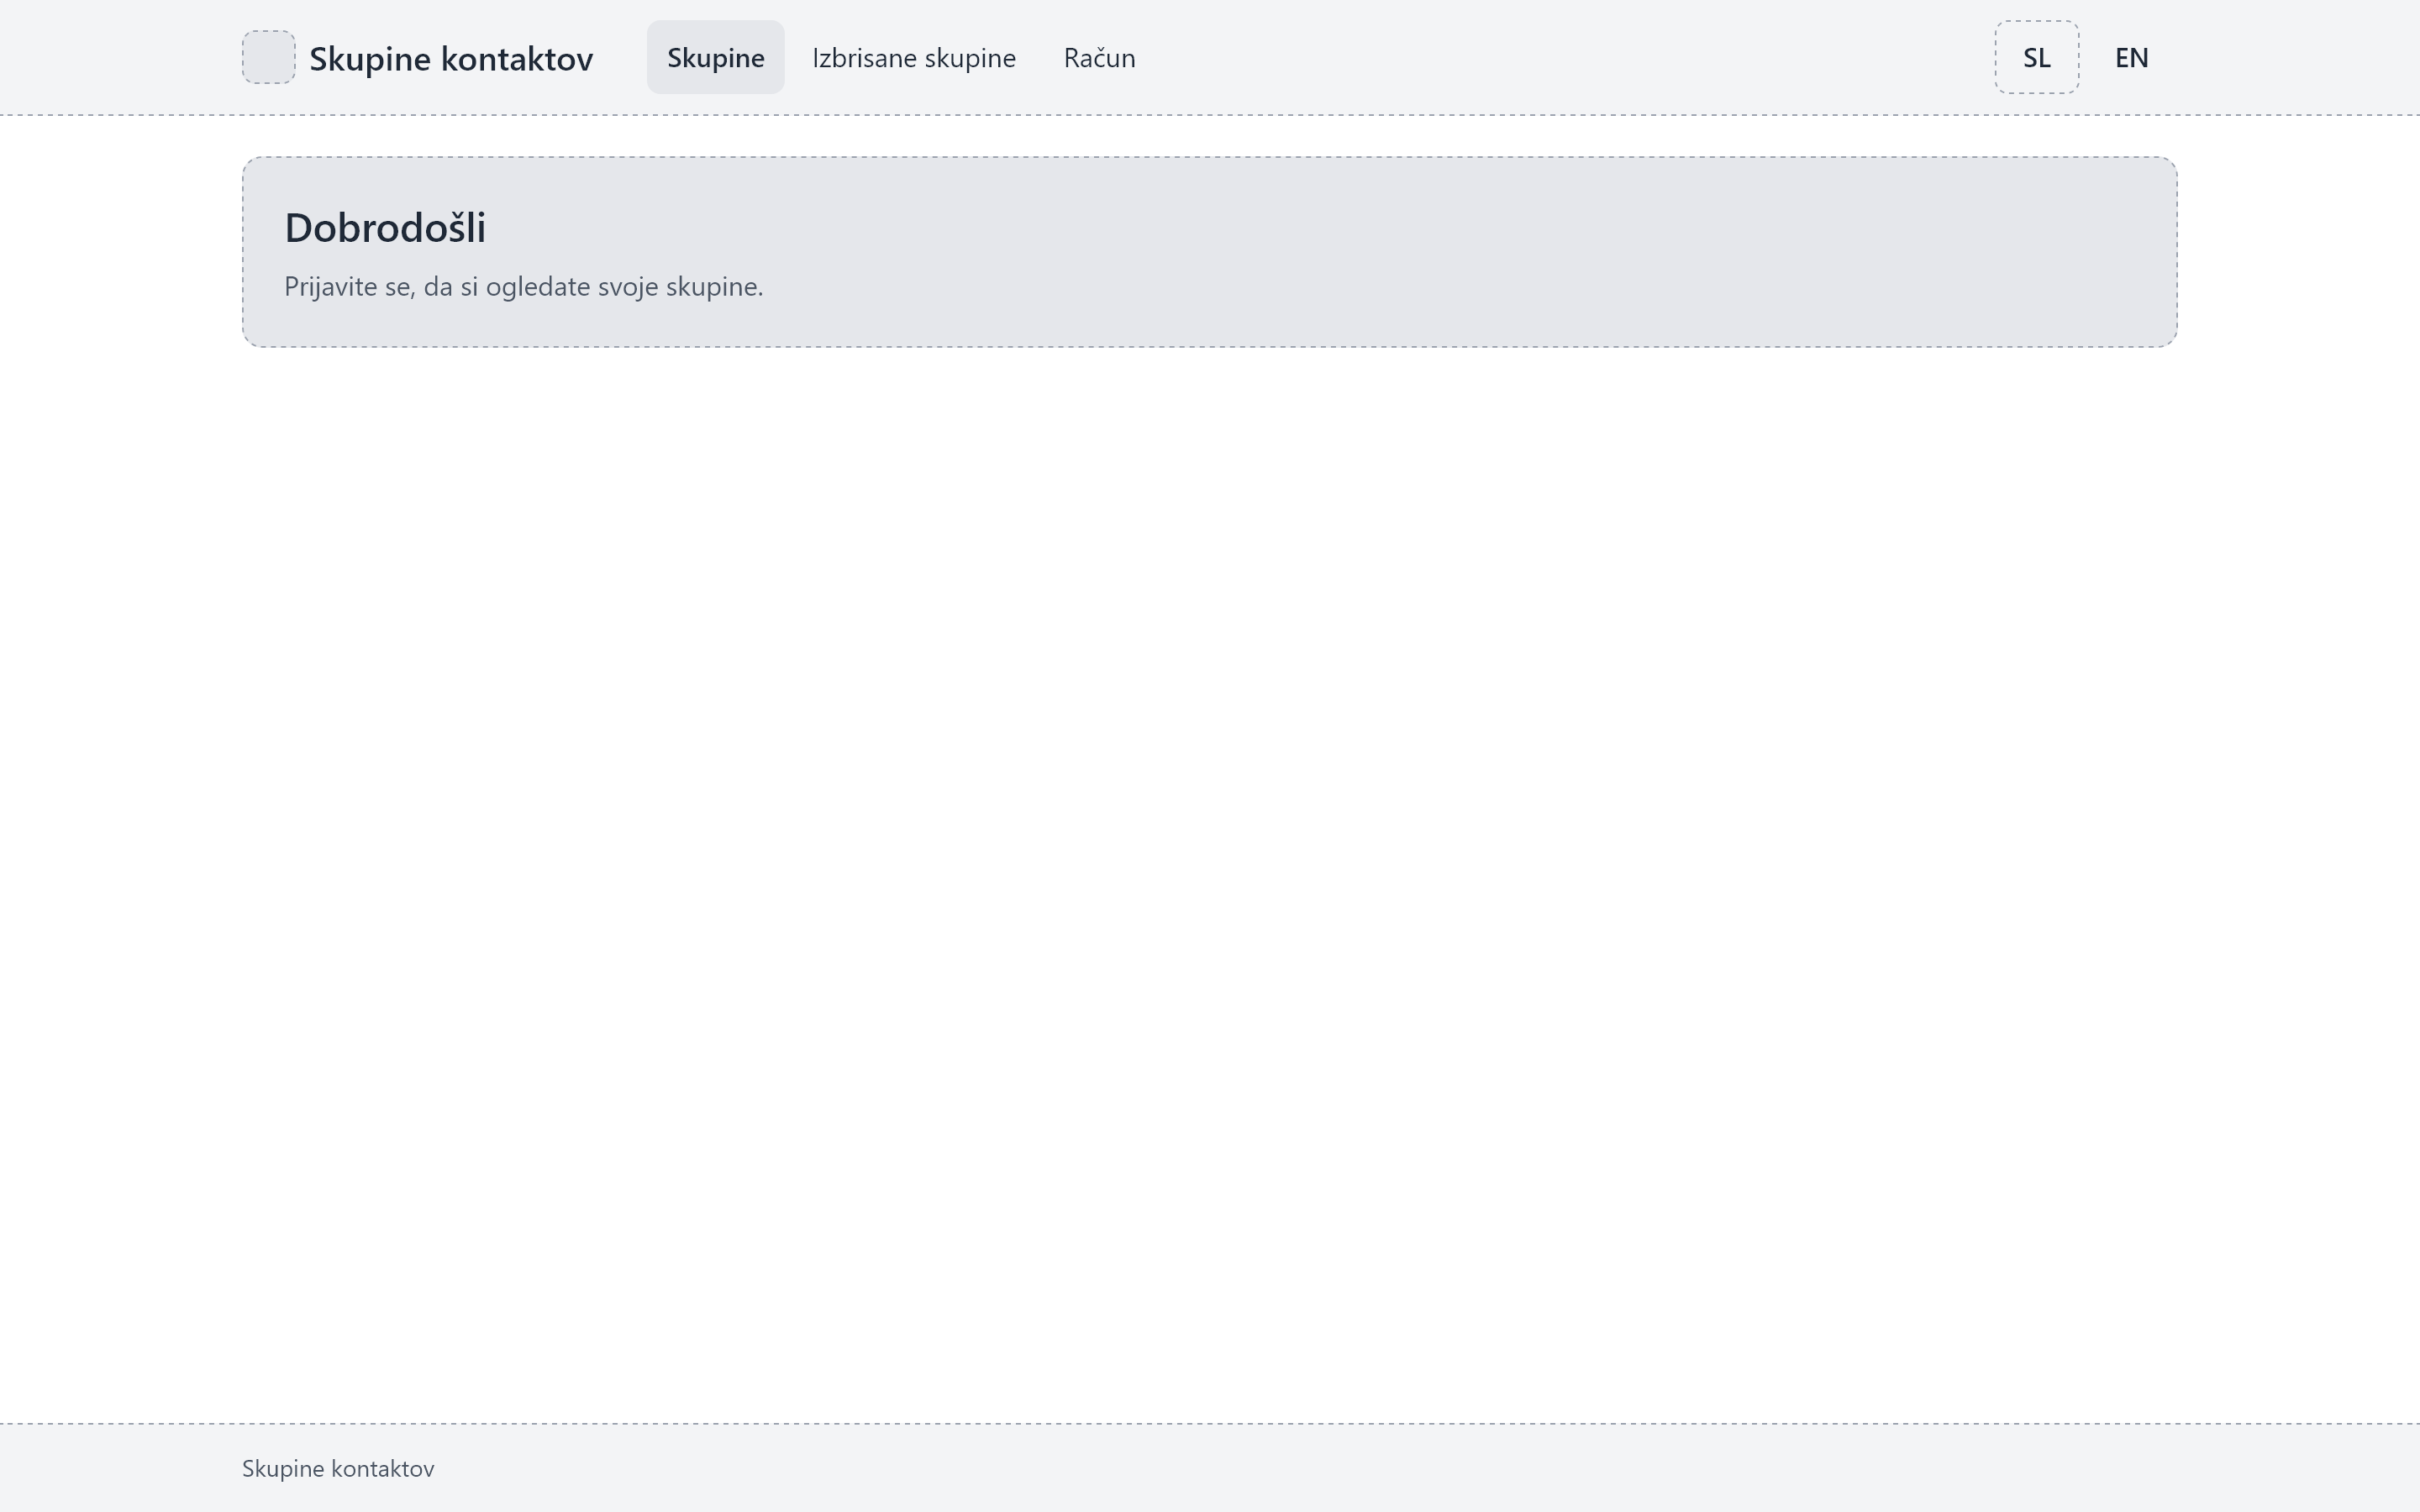 Skupine kontaktov
Skupine
Izbrisane skupine
Račun
SL
EN
Dobrodošli
Prijavite se, da si ogledate svoje skupine.
Skupine kontaktov